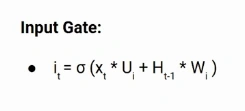 Input Gate:
● iₜ = σ (xₜ * Uᵢ + Hₜ₋₁ * Wᵢ )